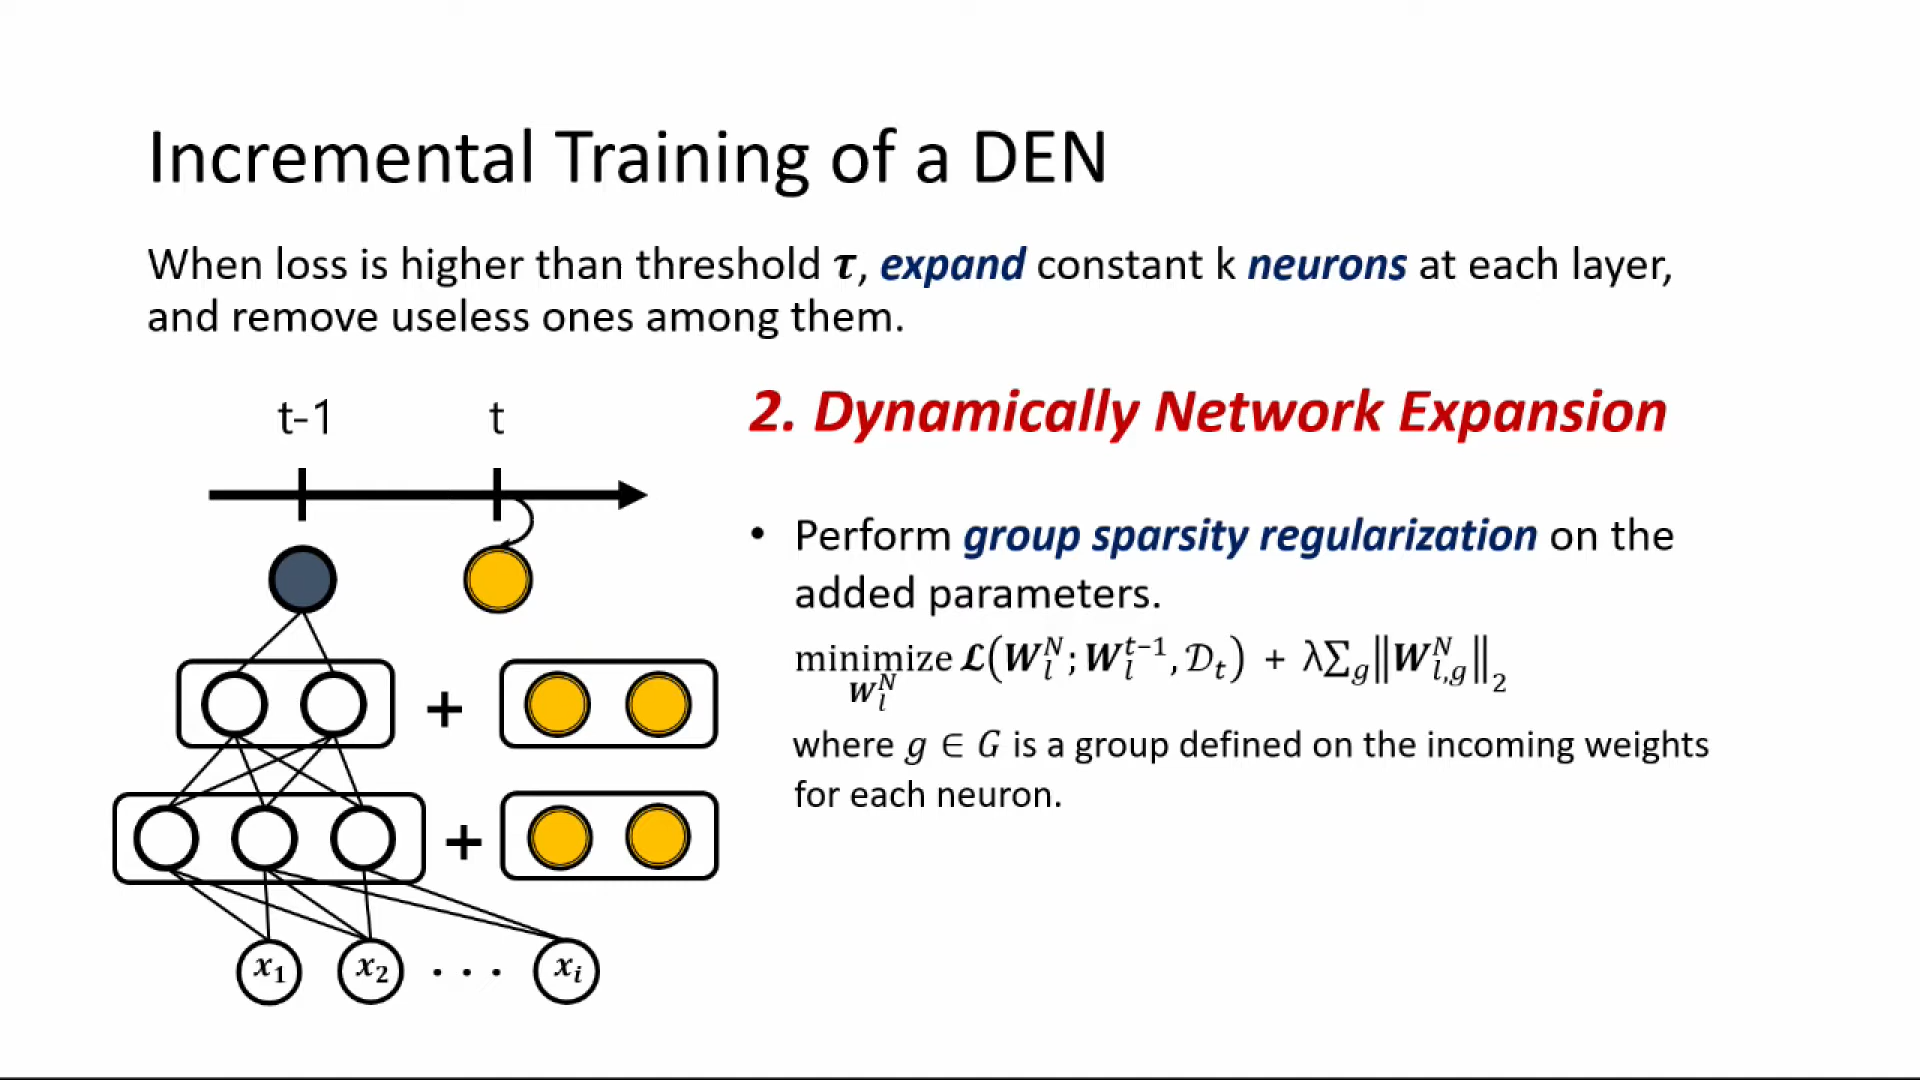 Incremental Training of a DEN
When loss is higher than threshold τ, expand constant k neurons at each layer,
and remove useless ones among them.
t-1 t
2. Dynamically Network Expansion
• Perform group sparsity regularization on the
added parameters.
minimize 𝓛(W_l^N; W_l^{t−1}, 𝒟_t) + λ∑_g‖W_{l,g}^N‖_2
W_l^N
where g ∈ G is a group defined on the incoming weights
for each neuron.
+
+
x_1 x_2 · · · x_i